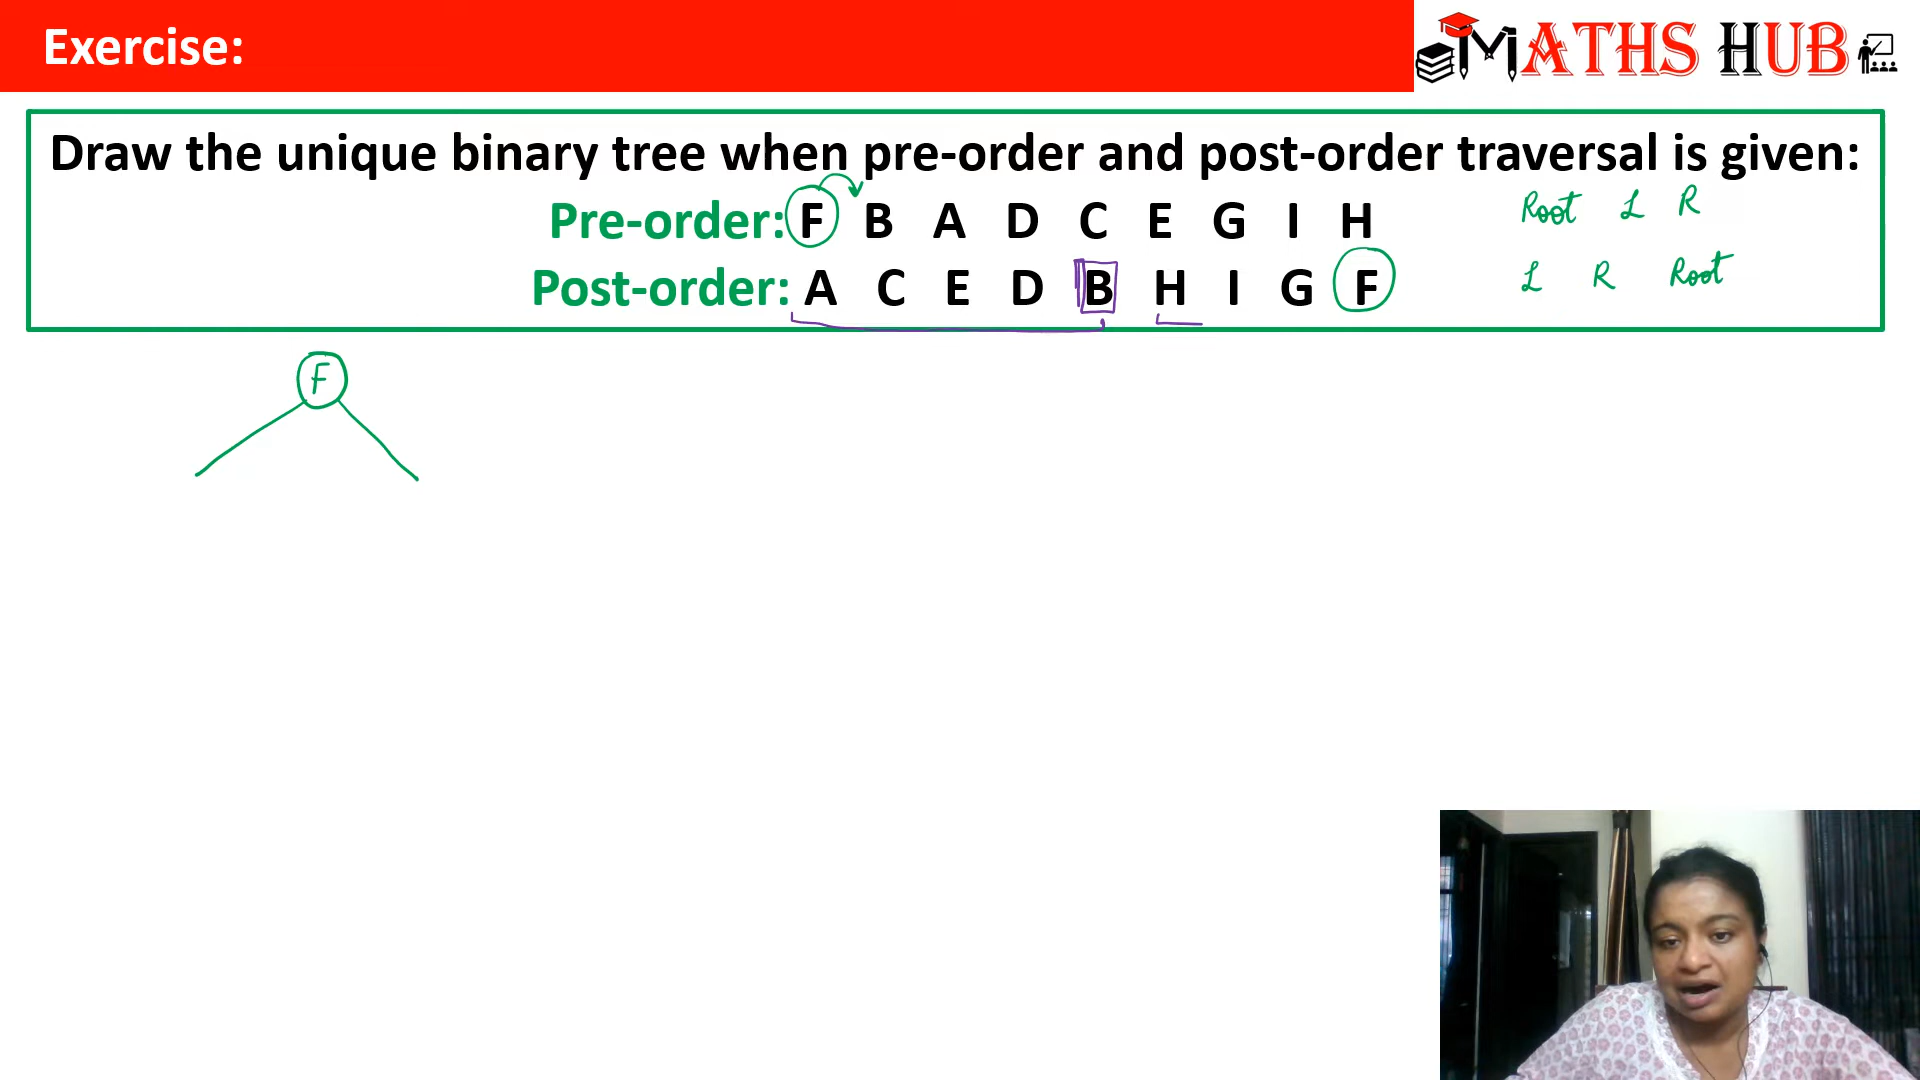 Exercise:
MATHS HUB
Draw the unique binary tree when pre-order and post-order traversal is given:
Pre-order: F B A D C E G I H Root L R
Post-order: A C E D B H I G F L R Root
F